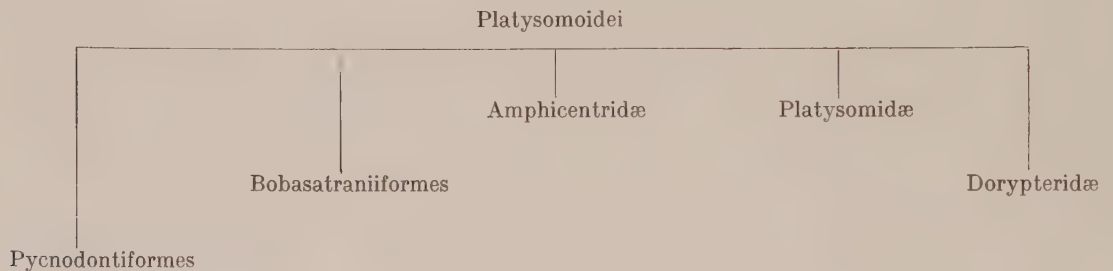 Platysomoidei
Amphicentridæ
Platysomidæ
Bobasatraniiformes
Dorypteridæ
Pycnodontiformes